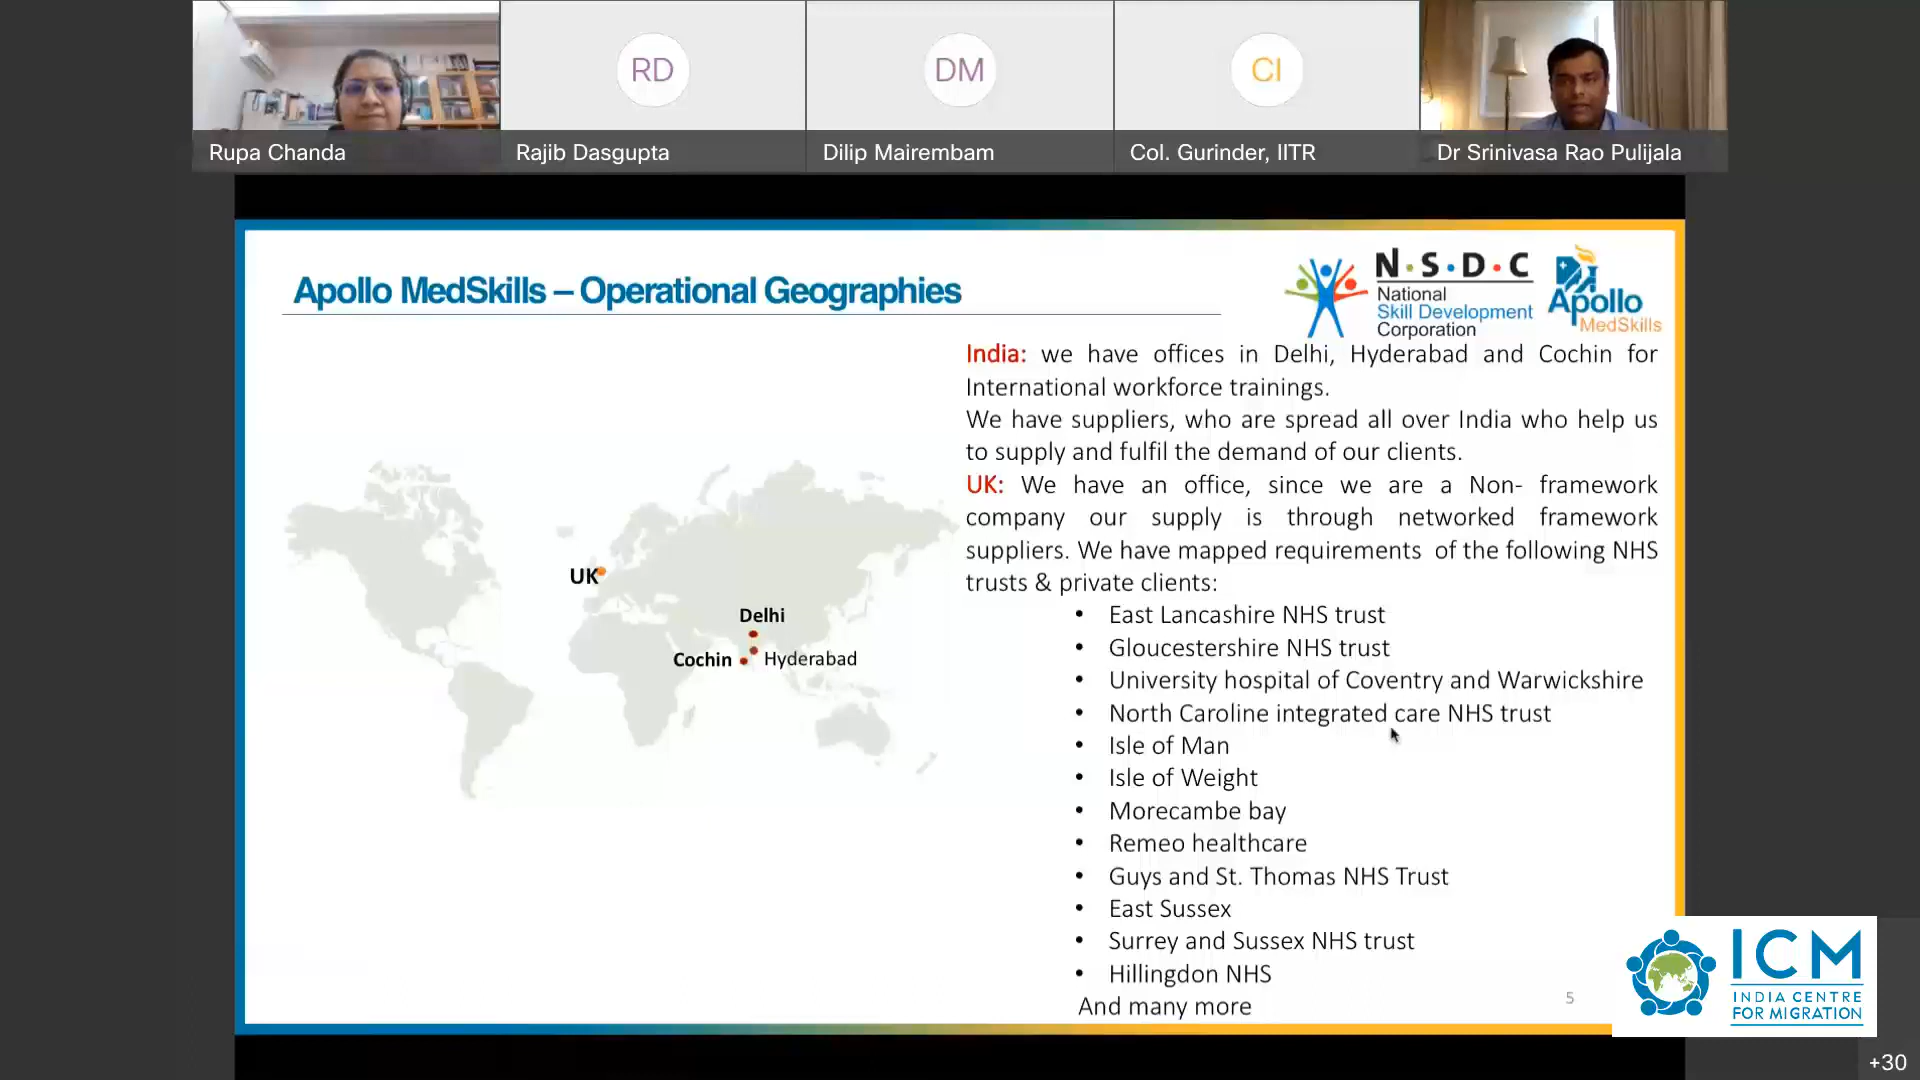 RD
DM
CI
Rupa Chanda
Rajib Dasgupta
Dilip Mairembam
Col. Gurinder, IITR
Dr Srinivasa Rao Pulijala
Apollo MedSkills – Operational Geographies
N·S·D·C
National
Skill Development
Corporation
Apollo
MedSkills
India: we have offices in Delhi, Hyderabad and Cochin for
International workforce trainings.
We have suppliers, who are spread all over India who help us
to supply and fulfil the demand of our clients.
UK: We have an office, since we are a Non- framework
company our supply is through networked framework
suppliers. We have mapped requirements of the following NHS
trusts & private clients:
• East Lancashire NHS trust
• Gloucestershire NHS trust
• University hospital of Coventry and Warwickshire
• North Caroline integrated care NHS trust
• Isle of Man
• Isle of Weight
• Morecambe bay
• Remeo healthcare
• Guys and St. Thomas NHS Trust
• East Sussex
• Surrey and Sussex NHS trust
• Hillingdon NHS
And many more
UK
Delhi
Cochin
Hyderabad
5
ICM
INDIA CENTRE
FOR MIGRATION
+30